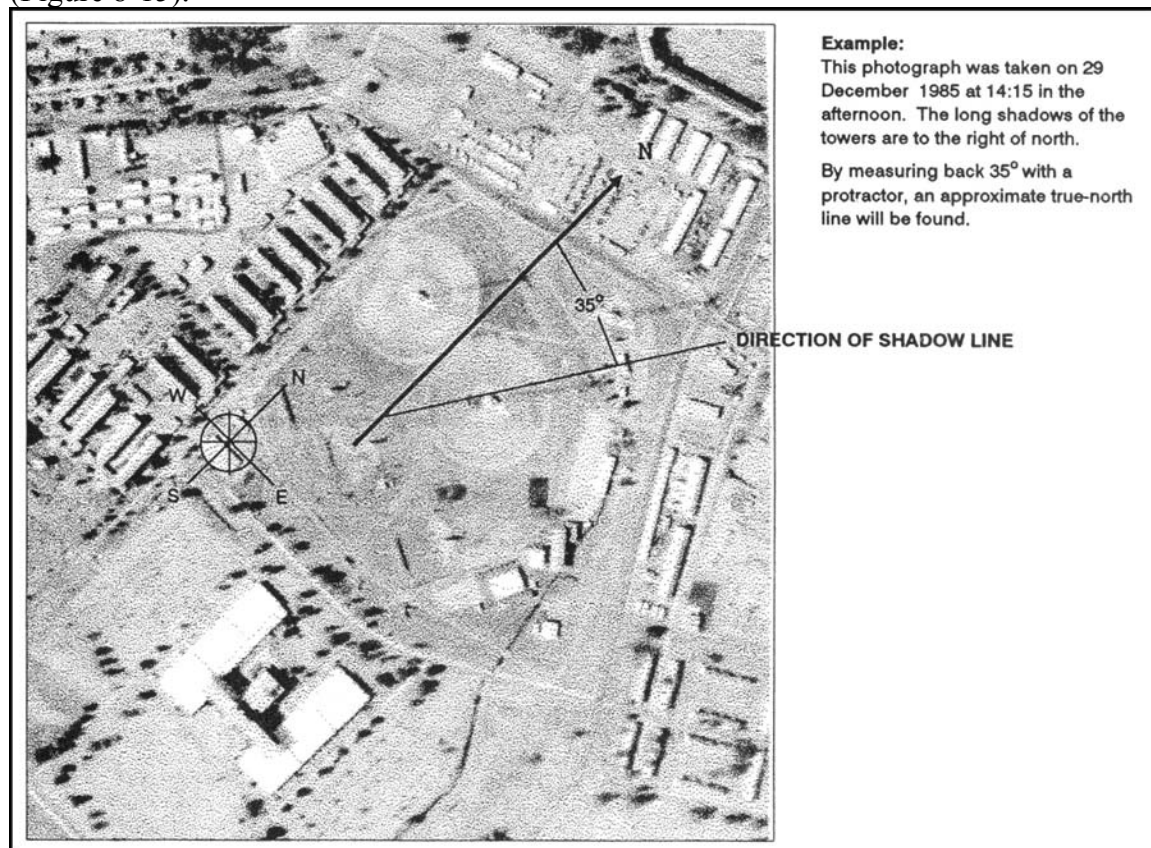 (Figure 8-15).
Example:
This photograph was taken on 29
December 1985 at 14:15 in the
afternoon. The long shadows of the
towers are to the right of north.
By measuring back 35° with a
protractor, an approximate true-north
line will be found.
N
35°
DIRECTION OF SHADOW LINE
W
N
S
E